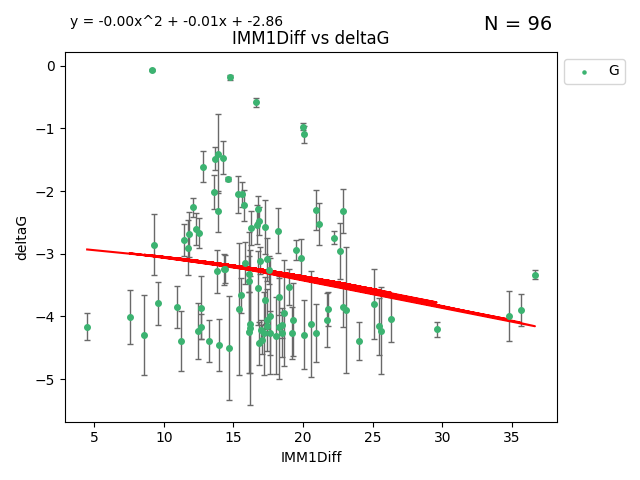 y = -0.00x^2 + -0.01x + -2.86
N = 96
IMM1Diff vs deltaG
G
0
−1
−2
−3
−4
−5
deltaG
5 10 15 20 25 30 35
IMM1Diff